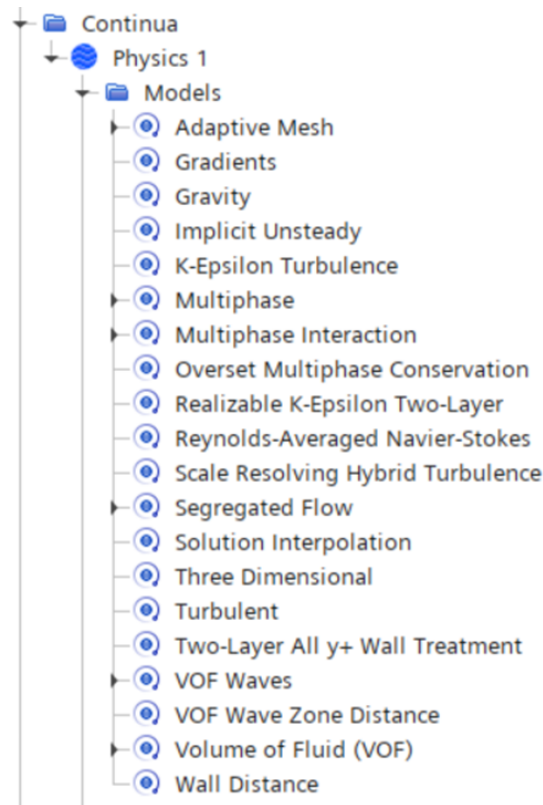 Continua
Physics 1
Models
Adaptive Mesh
Gradients
Gravity
Implicit Unsteady
K-Epsilon Turbulence
Multiphase
Multiphase Interaction
Overset Multiphase Conservation
Realizable K-Epsilon Two-Layer
Reynolds-Averaged Navier-Stokes
Scale Resolving Hybrid Turbulence
Segregated Flow
Solution Interpolation
Three Dimensional
Turbulent
Two-Layer All y+ Wall Treatment
VOF Waves
VOF Wave Zone Distance
Volume of Fluid (VOF)
Wall Distance